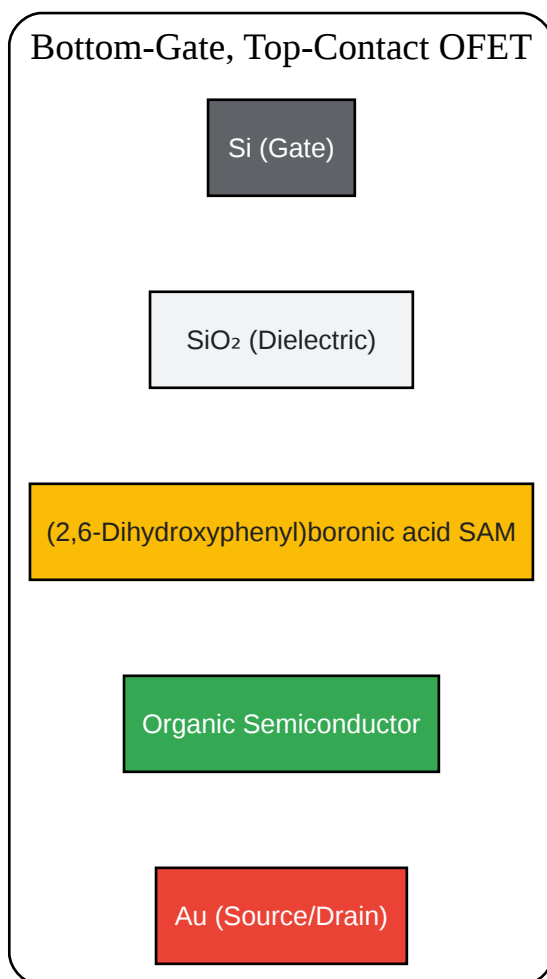 Bottom-Gate, Top-Contact OFET
Si (Gate)
SiO₂ (Dielectric)
(2,6-Dihydroxyphenyl)boronic acid SAM
Organic Semiconductor
Au (Source/Drain)